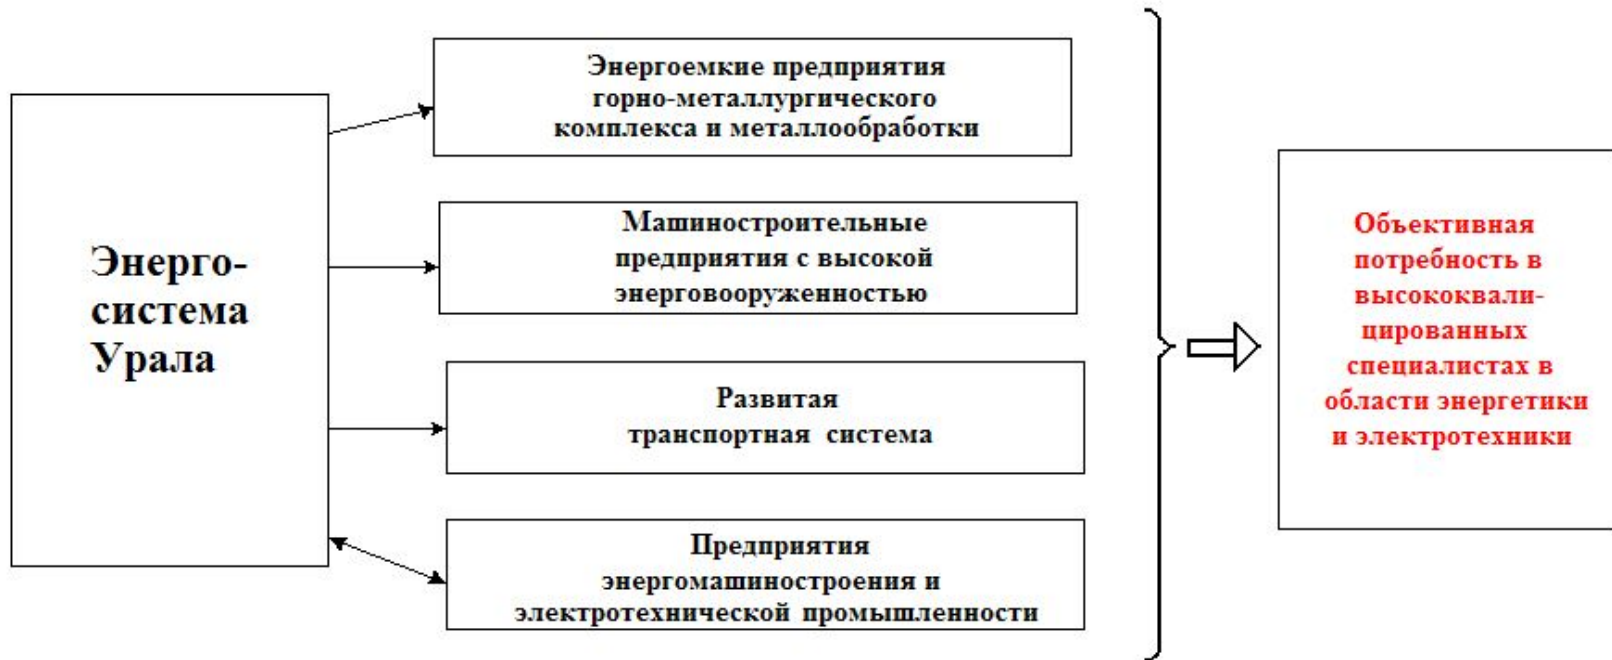 Энерго-
система
Урала
Энергоемкие предприятия
горно-металлургического
комплекса и металлообработки
Машиностроительные
предприятия с высокой
энерговооруженностью
Развитая
транспортная система
Предприятия
энергомашиностроения и
электротехнической промышленности
Объективная
потребность в
высококвали-
цированных
специалистах в
области энергетики
и электротехники